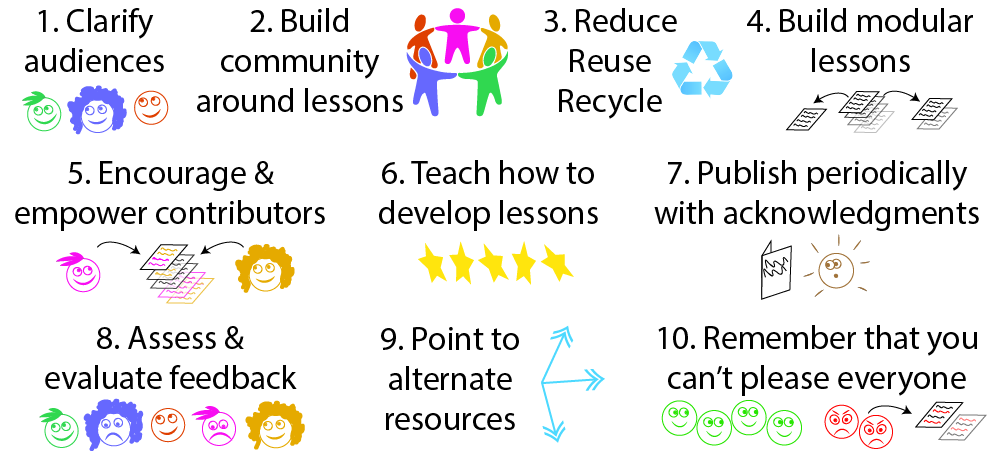 1. Clarify
audiences
2. Build
community
around lessons
3. Reduce
Reuse
Recycle
4. Build modular
lessons
5. Encourage &
empower contributors
6. Teach how to
develop lessons
7. Publish periodically
with acknowledgments
8. Assess &
evaluate feedback
9. Point to
alternate
resources
10. Remember that you
can’t please everyone